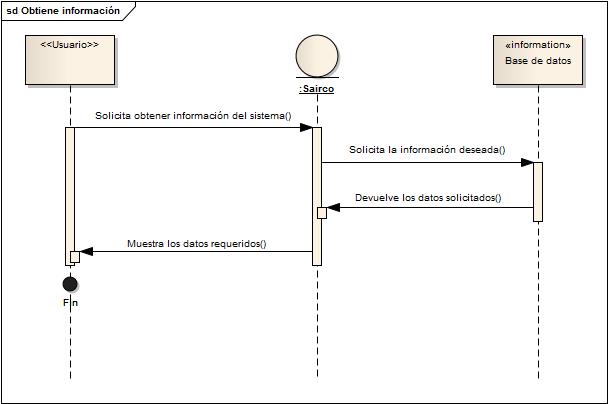 sd Obtiene información
<<Usuario>>
:Sairco
«information»
Base de datos
Solicita obtener información del sistema()
Solicita la información deseada()
Devuelve los datos solicitados()
Muestra los datos requeridos()
Fin